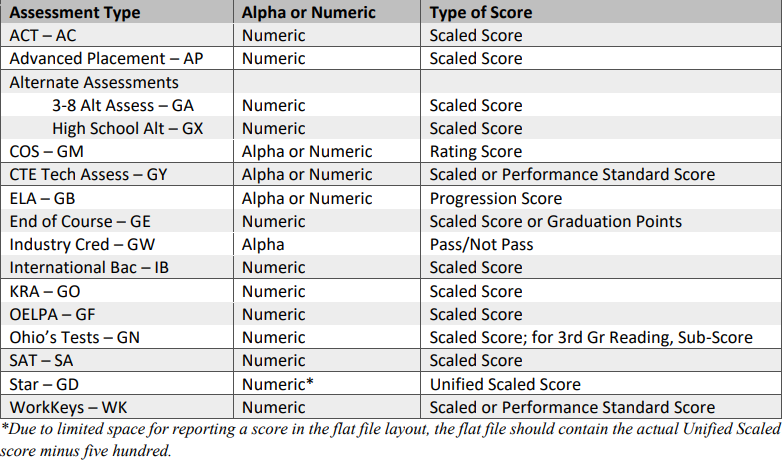 Assessment Type Alpha or Numeric Type of Score
ACT – AC Numeric Scaled Score
Advanced Placement – AP Numeric Scaled Score
Alternate Assessments
3-8 Alt Assess – GA Numeric Scaled Score
High School Alt – GX Numeric Scaled Score
COS – GM Alpha or Numeric Rating Score
CTE Tech Assess – GY Alpha or Numeric Scaled or Performance Standard Score
ELA – GB Alpha or Numeric Progression Score
End of Course – GE Numeric Scaled Score or Graduation Points
Industry Cred – GW Alpha Pass/Not Pass
International Bac – IB Numeric Scaled Score
KRA – GO Numeric Scaled Score
OELPA – GF Numeric Scaled Score
Ohio’s Tests – GN Numeric Scaled Score; for 3rd Gr Reading, Sub-Score
SAT – SA Numeric Scaled Score
Star – GD Numeric* Unified Scaled Score
WorkKeys – WK Numeric Scaled or Performance Standard Score
*Due to limited space for reporting a score in the flat file layout, the flat file should contain the actual Unified Scaled
score minus five hundred.